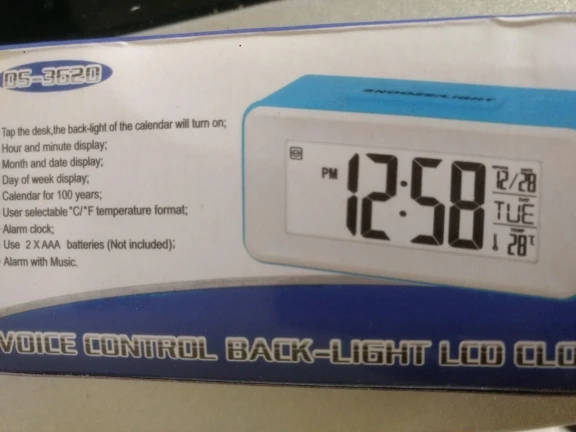 DS-3620
Tap the desk,the back-light of the calendar will turn on;
Hour and minute display;
Month and date display;
Day of week display;
Calendar for 100 years;
User selectable °C/°F temperature format;
Alarm clock;
Use 2 X AAA batteries (Not included);
Alarm with Music.
SNOOZE/LIGHT
PM 12:58
12/28
TUE
28℃
VOICE CONTROL BACK-LIGHT LCD CLO